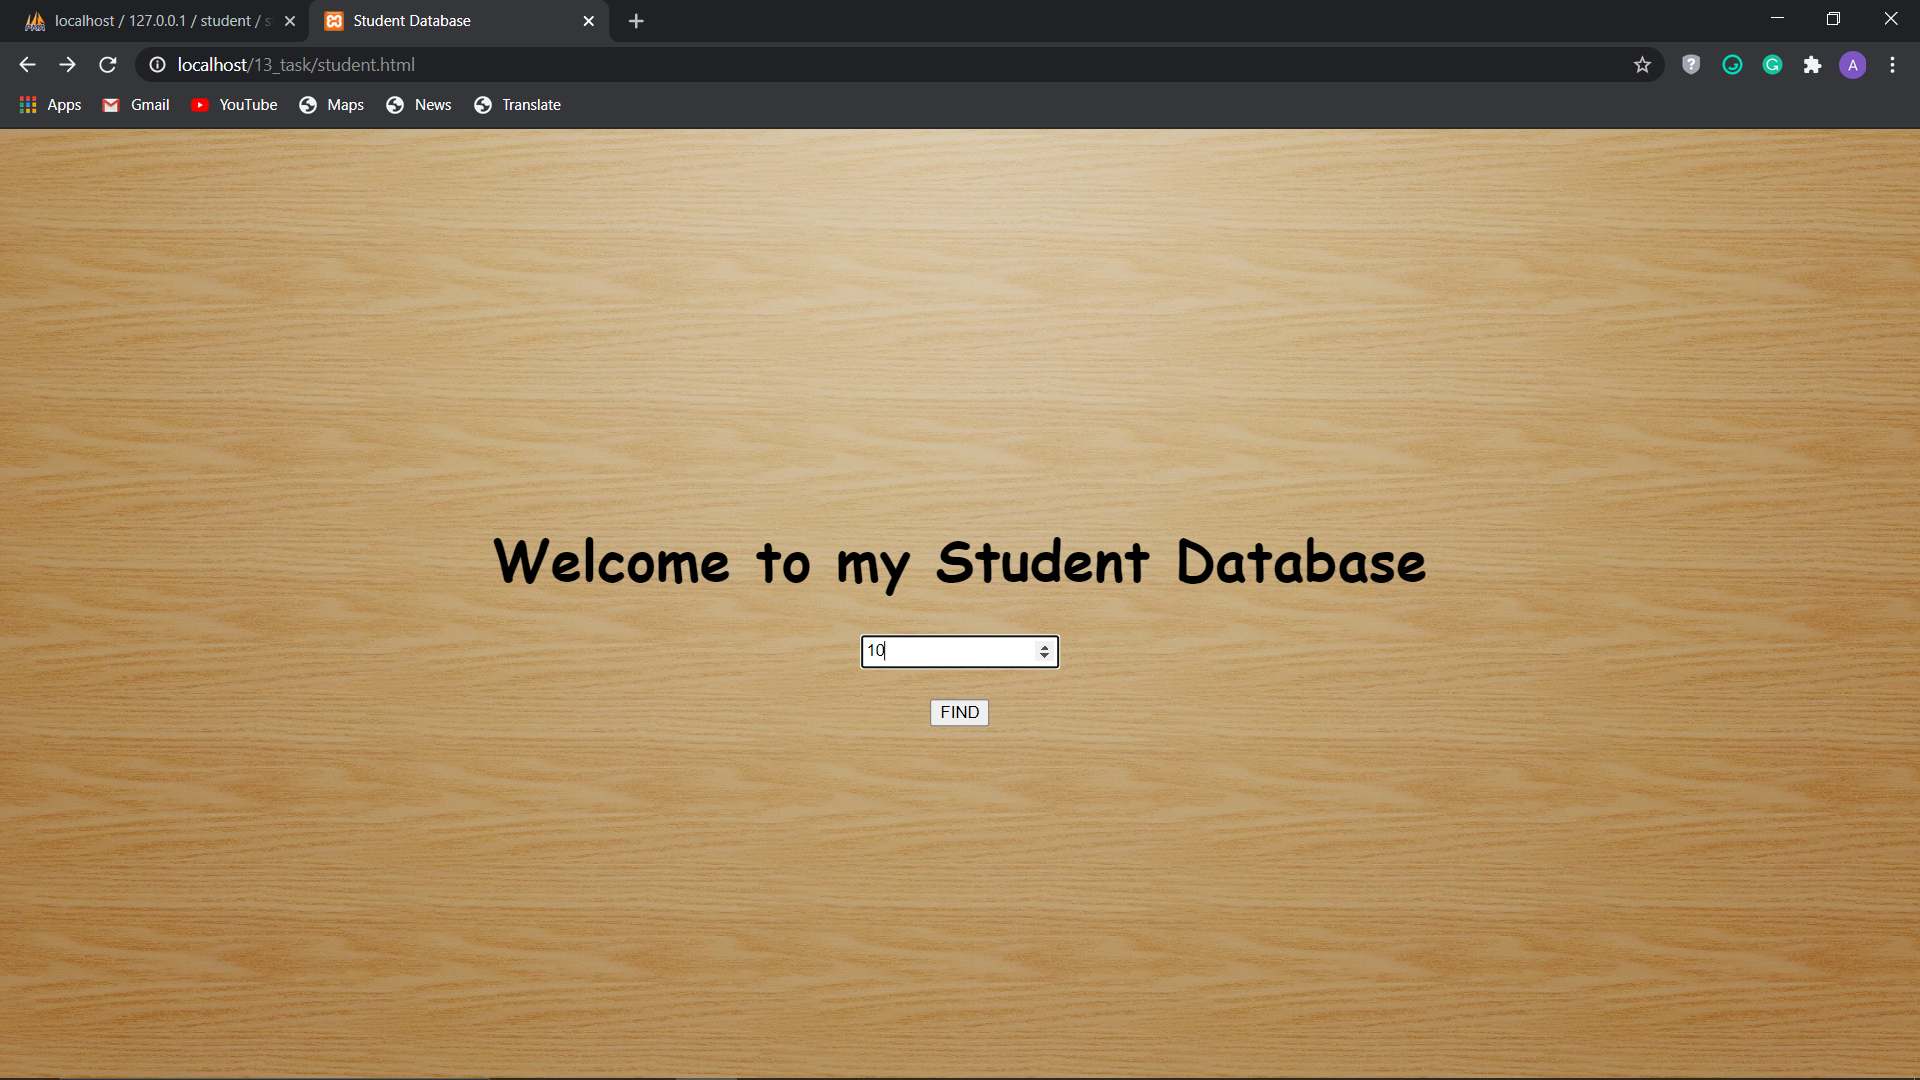 localhost / 127.0.0.1 / student / s
Student Database
localhost/13_task/student.html
A
Apps
Gmail
YouTube
Maps
News
Translate
Welcome to my Student Database
10
FIND